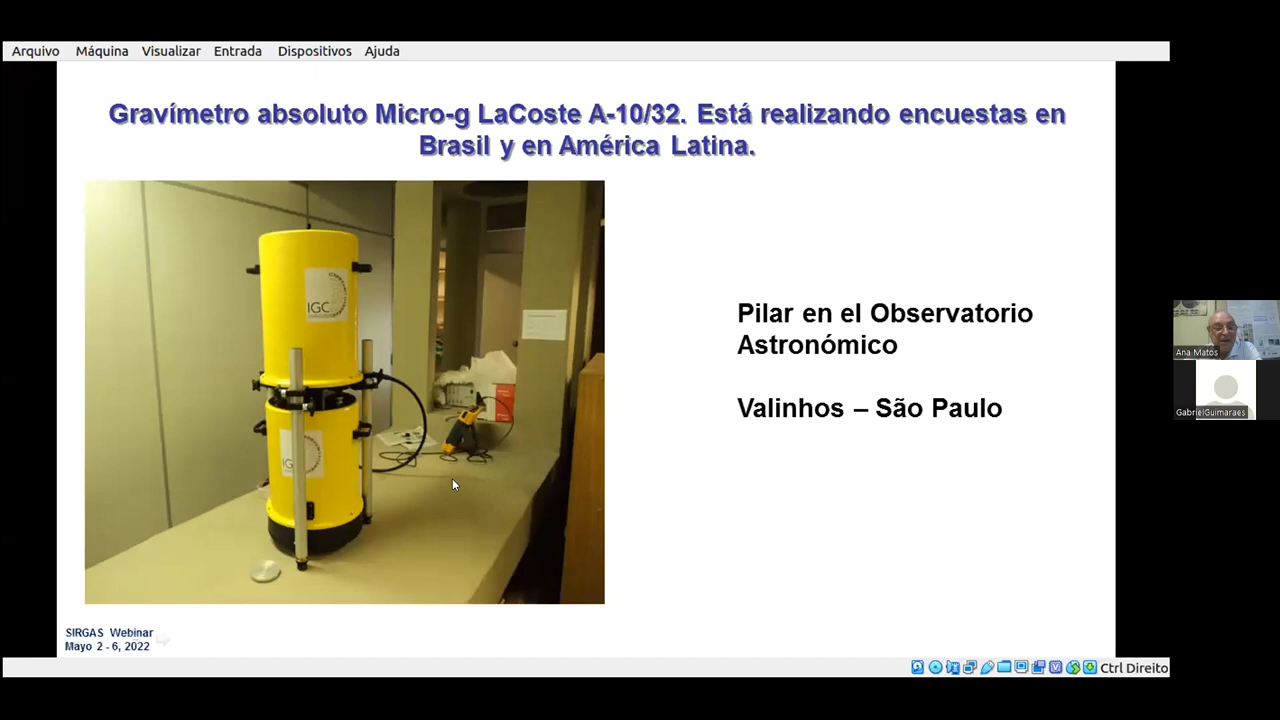 Arquivo Máquina Visualizar Entrada Dispositivos Ajuda
Gravímetro absoluto Micro-g LaCoste A-10/32. Está realizando encuestas en
Brasil y en América Latina.
IGC
IG
Pilar en el Observatorio
Astronómico
Valinhos – São Paulo
Ana Matos
GabrielGuimaraes
SIRGAS Webinar
Mayo 2 - 6, 2022
Ctrl Direito